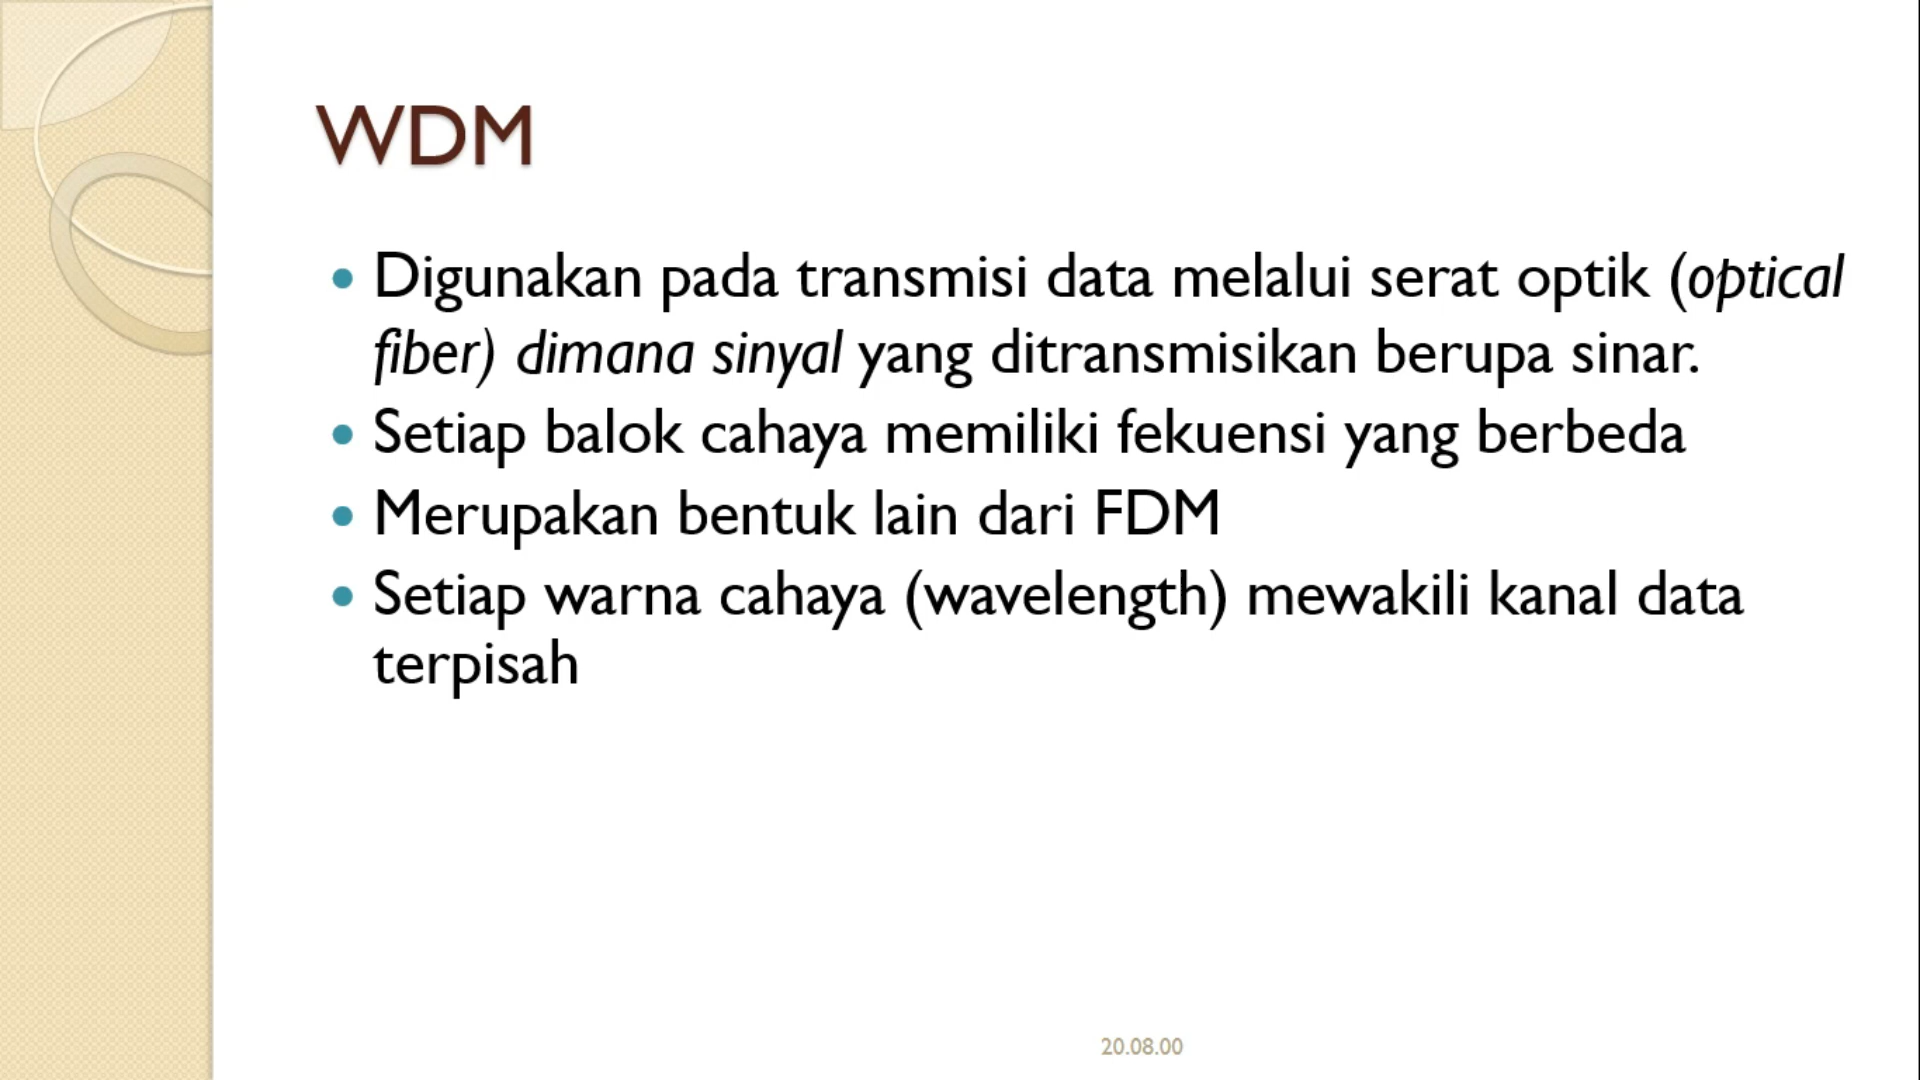 WDM
• Digunakan pada transmisi data melalui serat optik (optical
fiber) dimana sinyal yang ditransmisikan berupa sinar.
• Setiap balok cahaya memiliki fekuensi yang berbeda
• Merupakan bentuk lain dari FDM
• Setiap warna cahaya (wavelength) mewakili kanal data
terpisah
20.08.00